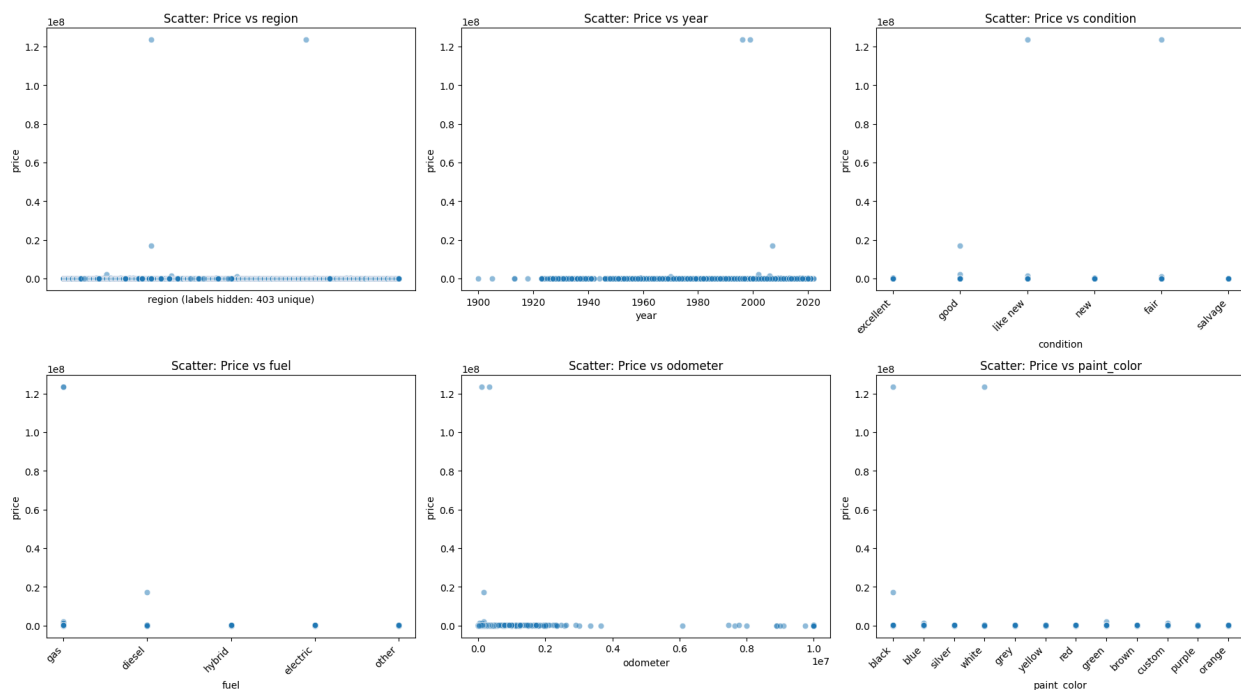 Scatter: Price vs region
1e8
1.2
1.0
0.8
0.6
0.4
0.2
0.0
price
region (labels hidden: 403 unique)
Scatter: Price vs year
1e8
1.2
1.0
0.8
0.6
0.4
0.2
0.0
price
1900 1920 1940 1960 1980 2000 2020
year
Scatter: Price vs condition
1e8
1.2
1.0
0.8
0.6
0.4
0.2
0.0
price
excellent good like new new fair salvage
condition
Scatter: Price vs fuel
1e8
1.2
1.0
0.8
0.6
0.4
0.2
0.0
price
gas diesel hybrid electric other
fuel
Scatter: Price vs odometer
1e8
1.2
1.0
0.8
0.6
0.4
0.2
0.0
price
0.0 0.2 0.4 0.6 0.8 1.0
1e7
odometer
Scatter: Price vs paint_color
1e8
1.2
1.0
0.8
0.6
0.4
0.2
0.0
price
black blue silver white grey yellow red green brown custom purple orange
paint_color